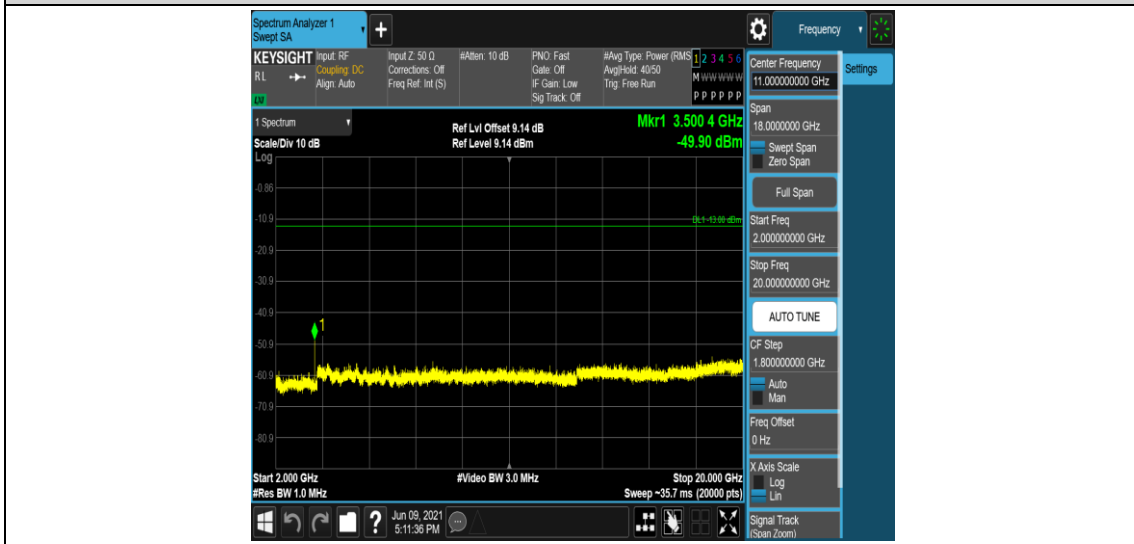 Spectrum Analyzer 1
Swept SA
+
Frequency
KEYSIGHT
RL
Input: RF
Coupling: DC
Align: Auto
Input Z: 50 Ω
Corrections: Off
Freq Ref: Int (S)
#Atten: 10 dB
PNO: Fast
Gate: Off
IF Gain: Low
Sig Track: Off
#Avg Type: Power (RMS
Avg|Hold: 40/50
Trig: Free Run
1 2 3 4 5 6
M W W W W W
P P P P P P
1 Spectrum
Scale/Div 10 dB
Log
Ref Lvl Offset 9.14 dB
Ref Level 9.14 dBm
Mkr1 3.500 4 GHz
-49.90 dBm
-0.86
-10.9
-20.9
-30.9
-40.9
-50.9
-60.9
-70.9
-80.9
DL1 -13.00 dBm
1
Start 2.000 GHz
#Res BW 1.0 MHz
#Video BW 3.0 MHz
Stop 20.000 GHz
Sweep ~35.7 ms (20000 pts)
Jun 09, 2021
5:11:36 PM
Center Frequency
11.000000000 GHz
Settings
Span
18.0000000 GHz
Swept Span
Zero Span
Full Span
Start Freq
2.000000000 GHz
Stop Freq
20.000000000 GHz
AUTO TUNE
CF Step
1.800000000 GHz
Auto
Man
Freq Offset
0 Hz
X Axis Scale
Log
Lin
Signal Track
(Span Zoom)